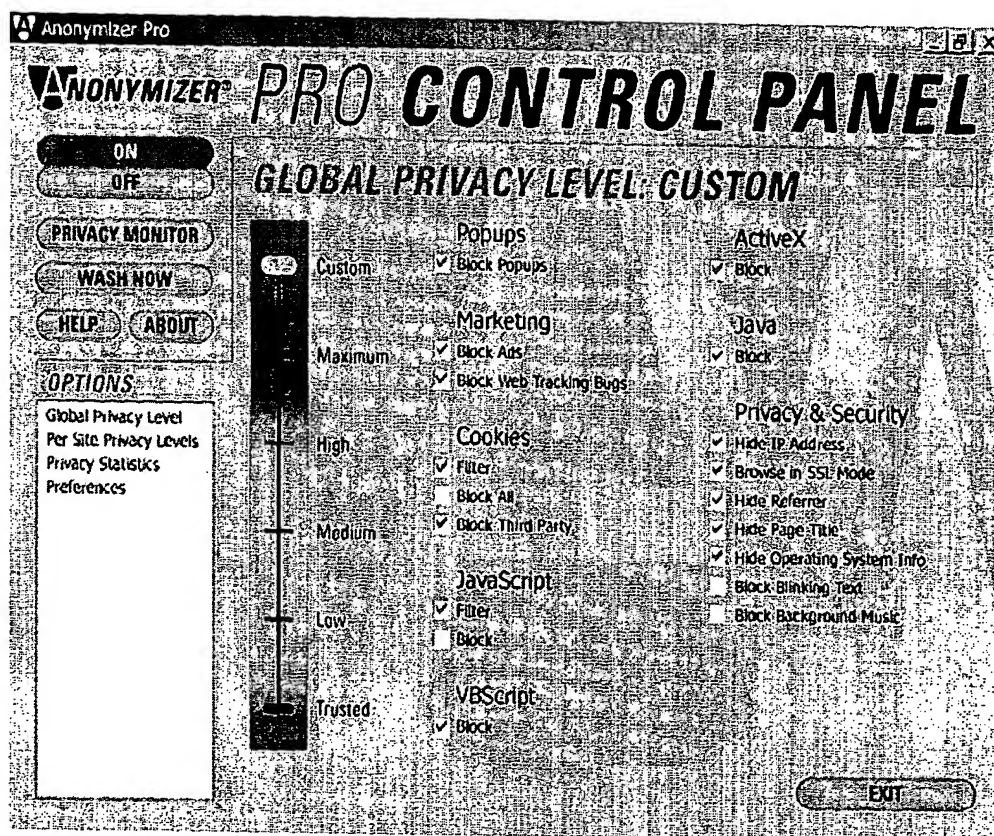 Anonymizer Pro
ANONYMIZER® PRO CONTROL PANEL
ON
OFF
PRIVACY MONITOR
WASH NOW
HELP
ABOUT
OPTIONS
Global Privacy Level
Per Site Privacy Levels
Privacy Statistics
Preferences
GLOBAL PRIVACY LEVEL: CUSTOM
Custom
Maximum
High
Medium
Low
Trusted
Popups
Block Popups
Marketing
Block Ads
Block Web Tracking Bugs
Cookies
Filter
Block All
Block Third Party
JavaScript
Filter
Block
VBScript
Block
ActiveX
Block
Java
Block
Privacy & Security
Hide IP Address
Browse in SSL Mode
Hide Referrer
Hide Page Title
Hide Operating System Info
Block Blinking Text
Block Background Music
EXIT